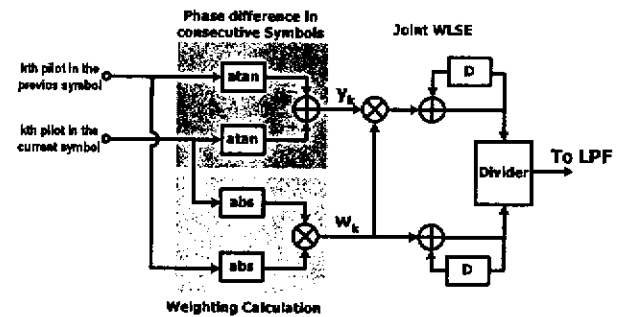 Phase difference in
consecutive Symbols
Joint WLSE
kth pilot in the
previos symbol
atan
D
y_k
kth pilot in the
current symbol
atan
Divider
To LPF
abs
w_k
abs
D
Weighting Calculation